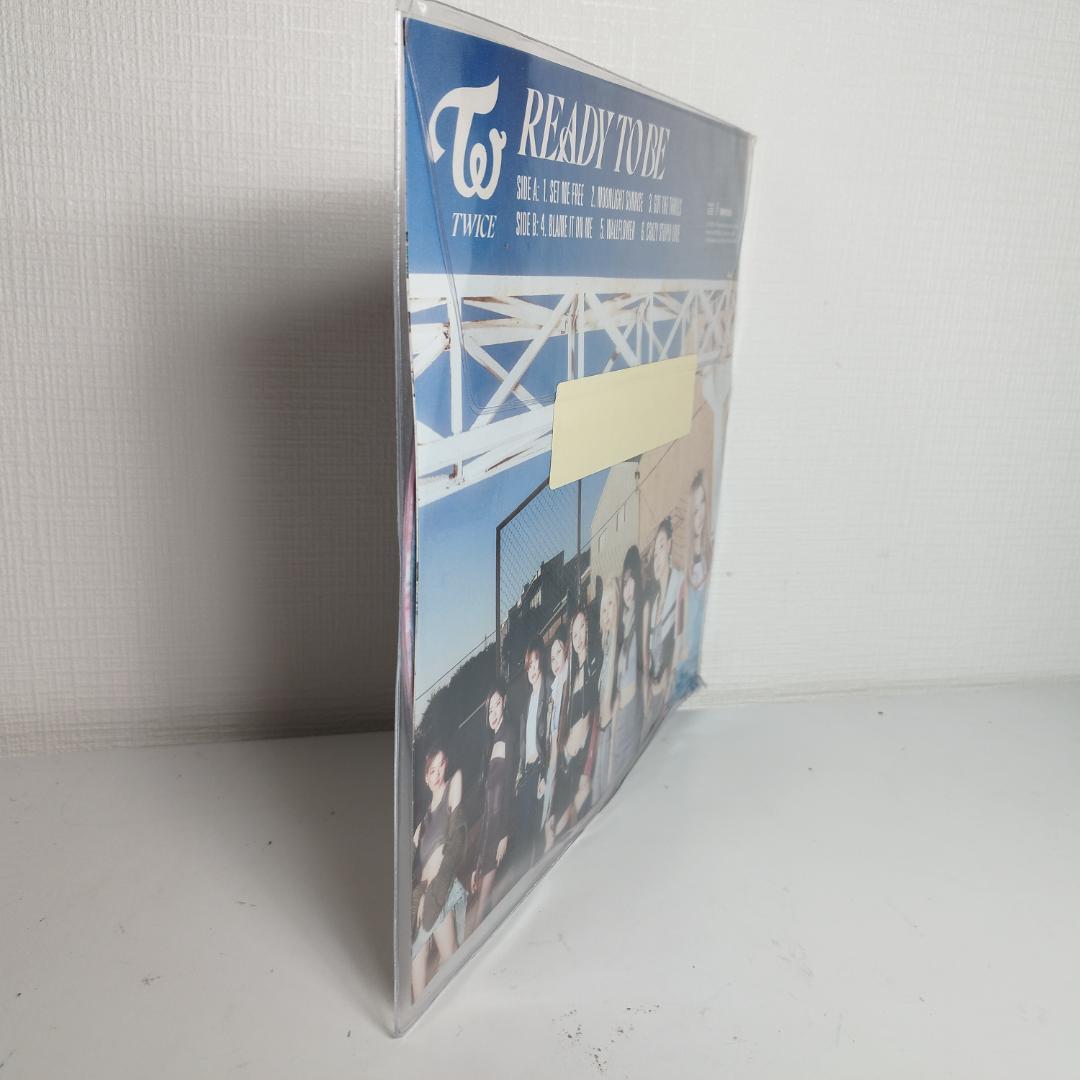 TW
TWICE
READY TO BE
SIDE A: 1. SET ME FREE 2. MOONLIGHT SUNRISE 3. GOT THE THRILLS
SIDE B: 4. BLAME IT ON ME 5. WALLFLOWER 6. CRAZY STUPID LOVE